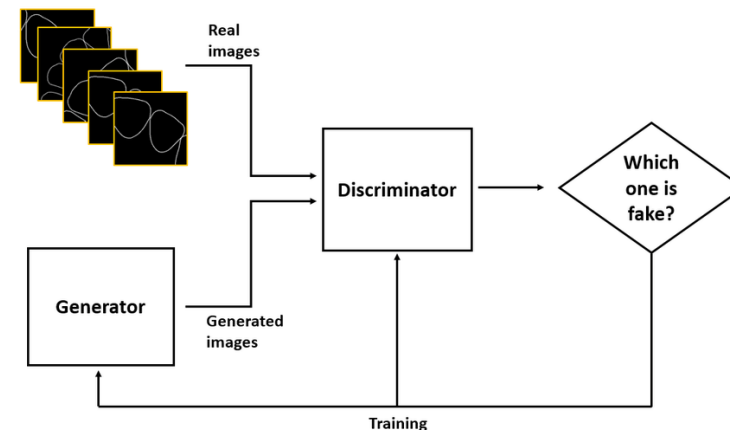 Real
images
Discriminator
Which
one is
fake?
Generator
Generated
images
Training